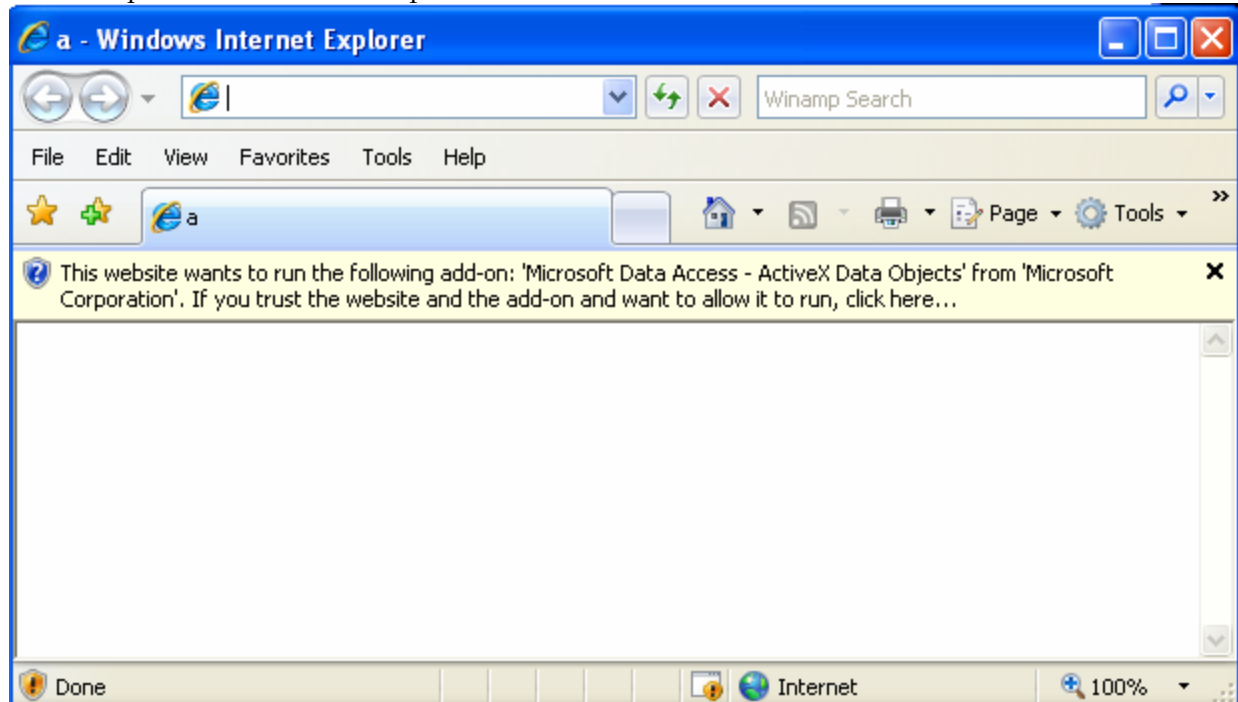 a - Windows Internet Explorer
Winamp Search
File Edit View Favorites Tools Help
a
Page Tools »
This website wants to run the following add-on: 'Microsoft Data Access - ActiveX Data Objects' from 'Microsoft
Corporation'. If you trust the website and the add-on and want to allow it to run, click here...
Done Internet 100%